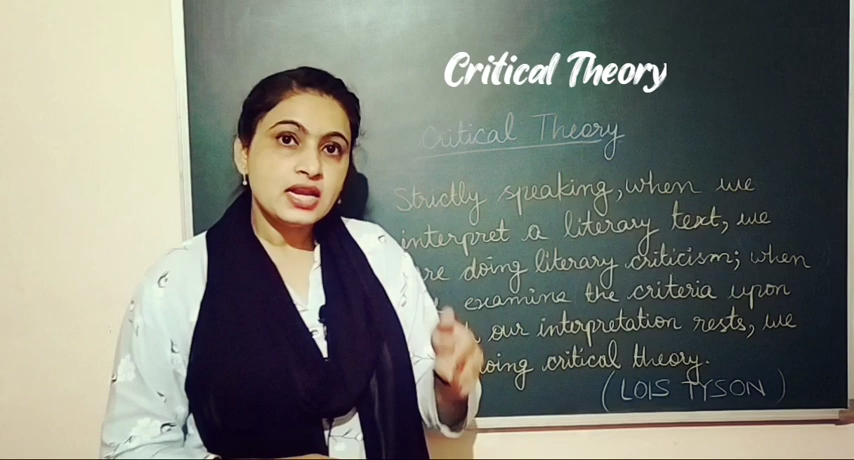 Critical Theory
Critical Theory
Strictly speaking, when we
interpret a literary text, we
doing literary criticism; when
examine the criteria upon
our interpretation rests, we
critical theory.
(LOIS TYSON)